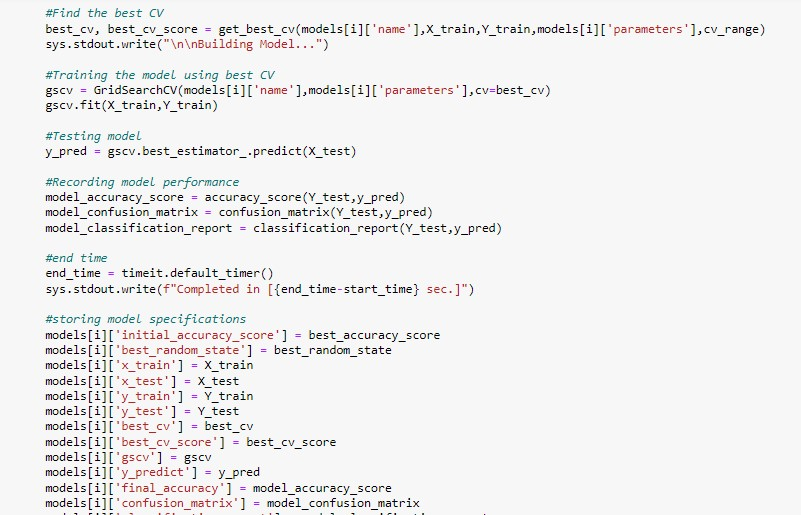 #Find the best CV
best_cv, best_cv_score = get_best_cv(models[i]['name'],X_train,Y_train,models[i]['parameters'],cv_range)
sys.stdout.write("\n\nBuilding Model...")
#Training the model using best CV
gscv = GridSearchCV(models[i]['name'],models[i]['parameters'],cv=best_cv)
gscv.fit(X_train,Y_train)
#Testing model
y_pred = gscv.best_estimator_.predict(X_test)
#Recording model performance
model_accuracy_score = accuracy_score(Y_test,y_pred)
model_confusion_matrix = confusion_matrix(Y_test,y_pred)
model_classification_report = classification_report(Y_test,y_pred)
#end time
end_time = timeit.default_timer()
sys.stdout.write(f"Completed in [{end_time-start_time} sec.]")
#storing model specifications
models[i]['initial_accuracy_score'] = best_accuracy_score
models[i]['best_random_state'] = best_random_state
models[i]['x_train'] = X_train
models[i]['x_test'] = X_test
models[i]['y_train'] = Y_train
models[i]['y_test'] = Y_test
models[i]['best_cv'] = best_cv
models[i]['best_cv_score'] = best_cv_score
models[i]['gscv'] = gscv
models[i]['y_predict'] = y_pred
models[i]['final_accuracy'] = model_accuracy_score
models[i]['confusion_matrix'] = model_confusion_matrix